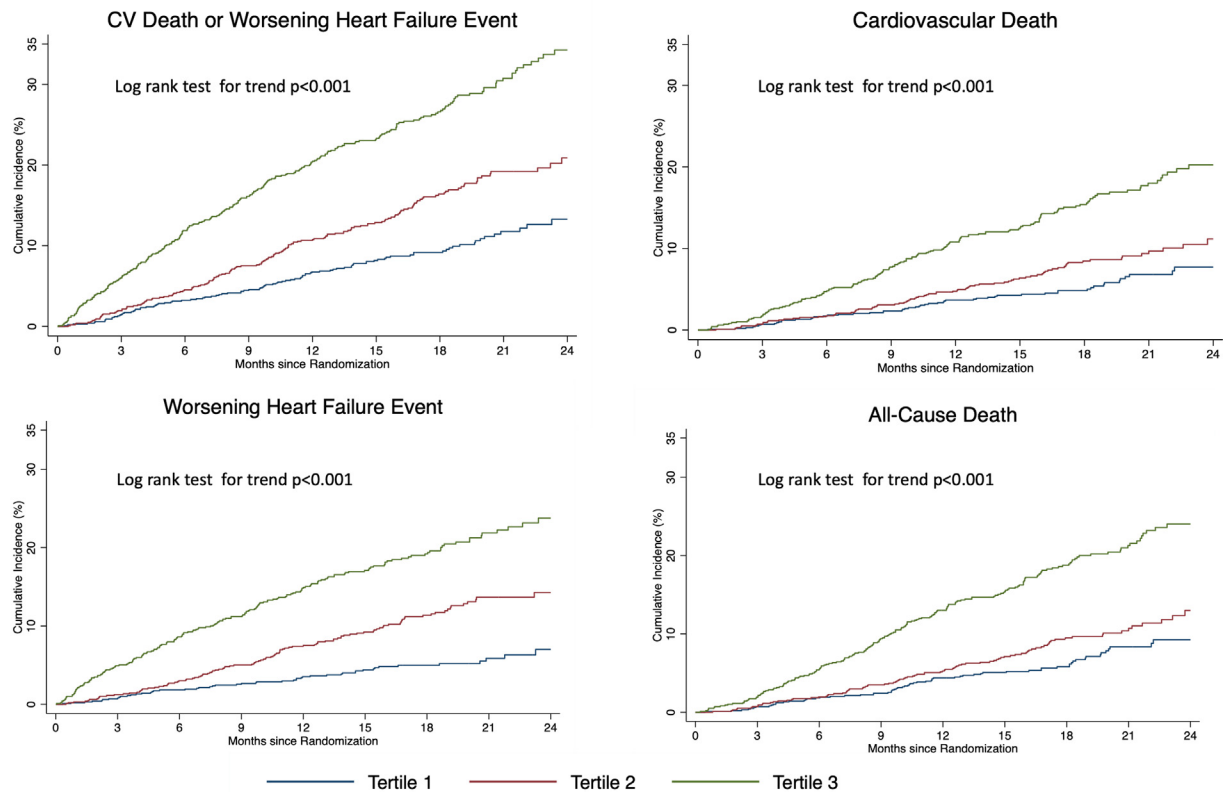 CV Death or Worsening Heart Failure Event
Log rank test for trend p<0.001
Cumulative Incidence (%)
35
30
20
10
0
0 3 6 9 12 15 18 21 24
Months since Randomization
Cardiovascular Death
Log rank test for trend p<0.001
Cumulative Incidence (%)
35
30
20
10
0
0 3 6 9 12 15 18 21 24
Months since Randomization
Worsening Heart Failure Event
Log rank test for trend p<0.001
Cumulative Incidence (%)
35
30
20
10
0
0 3 6 9 12 15 18 21 24
Months since Randomization
All-Cause Death
Log rank test for trend p<0.001
Cumulative Incidence (%)
35
30
20
10
0
0 3 6 9 12 15 18 21 24
Months since Randomization
Tertile 1 Tertile 2 Tertile 3